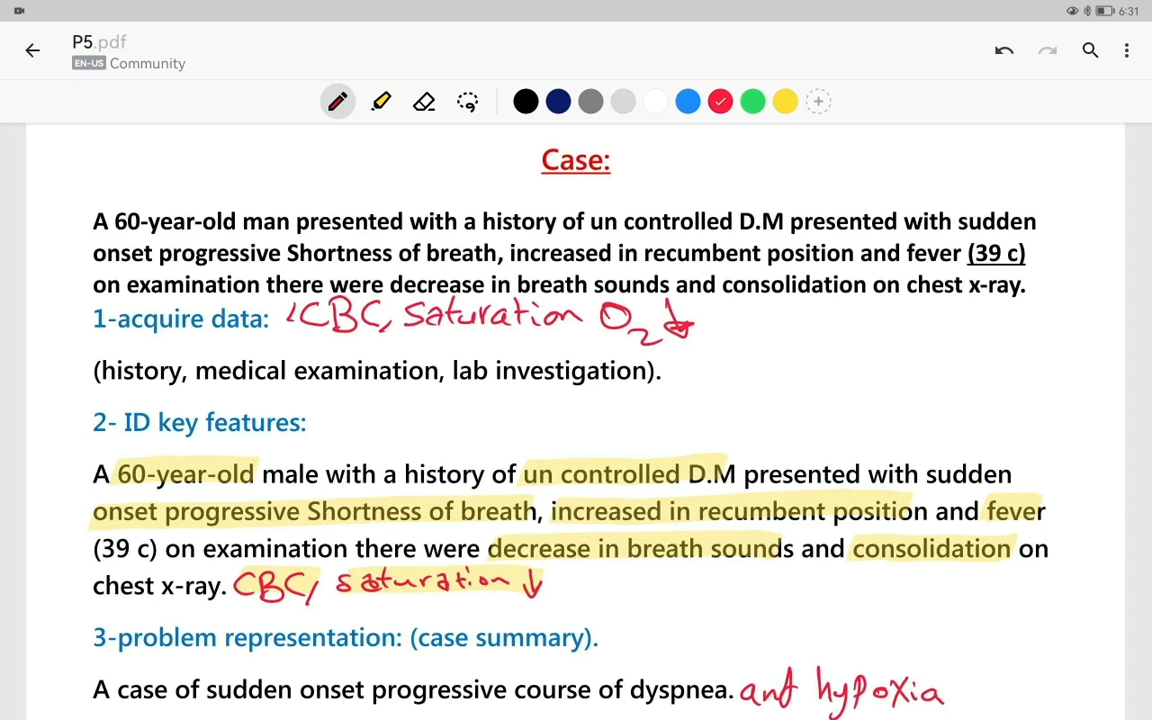 6:31
P5.pdf
EN-US Community
Case:
A 60-year-old man presented with a history of un controlled D.M presented with sudden
onset progressive Shortness of breath, increased in recumbent position and fever (39 c)
on examination there were decrease in breath sounds and consolidation on chest x-ray.
1-acquire data: CBC, saturation O2 ↓
(history, medical examination, lab investigation).
2- ID key features:
A 60-year-old male with a history of un controlled D.M presented with sudden
onset progressive Shortness of breath, increased in recumbent position and fever
(39 c) on examination there were decrease in breath sounds and consolidation on
chest x-ray. CBC, saturation ↓
3-problem representation: (case summary).
A case of sudden onset progressive course of dyspnea. and hypoxia